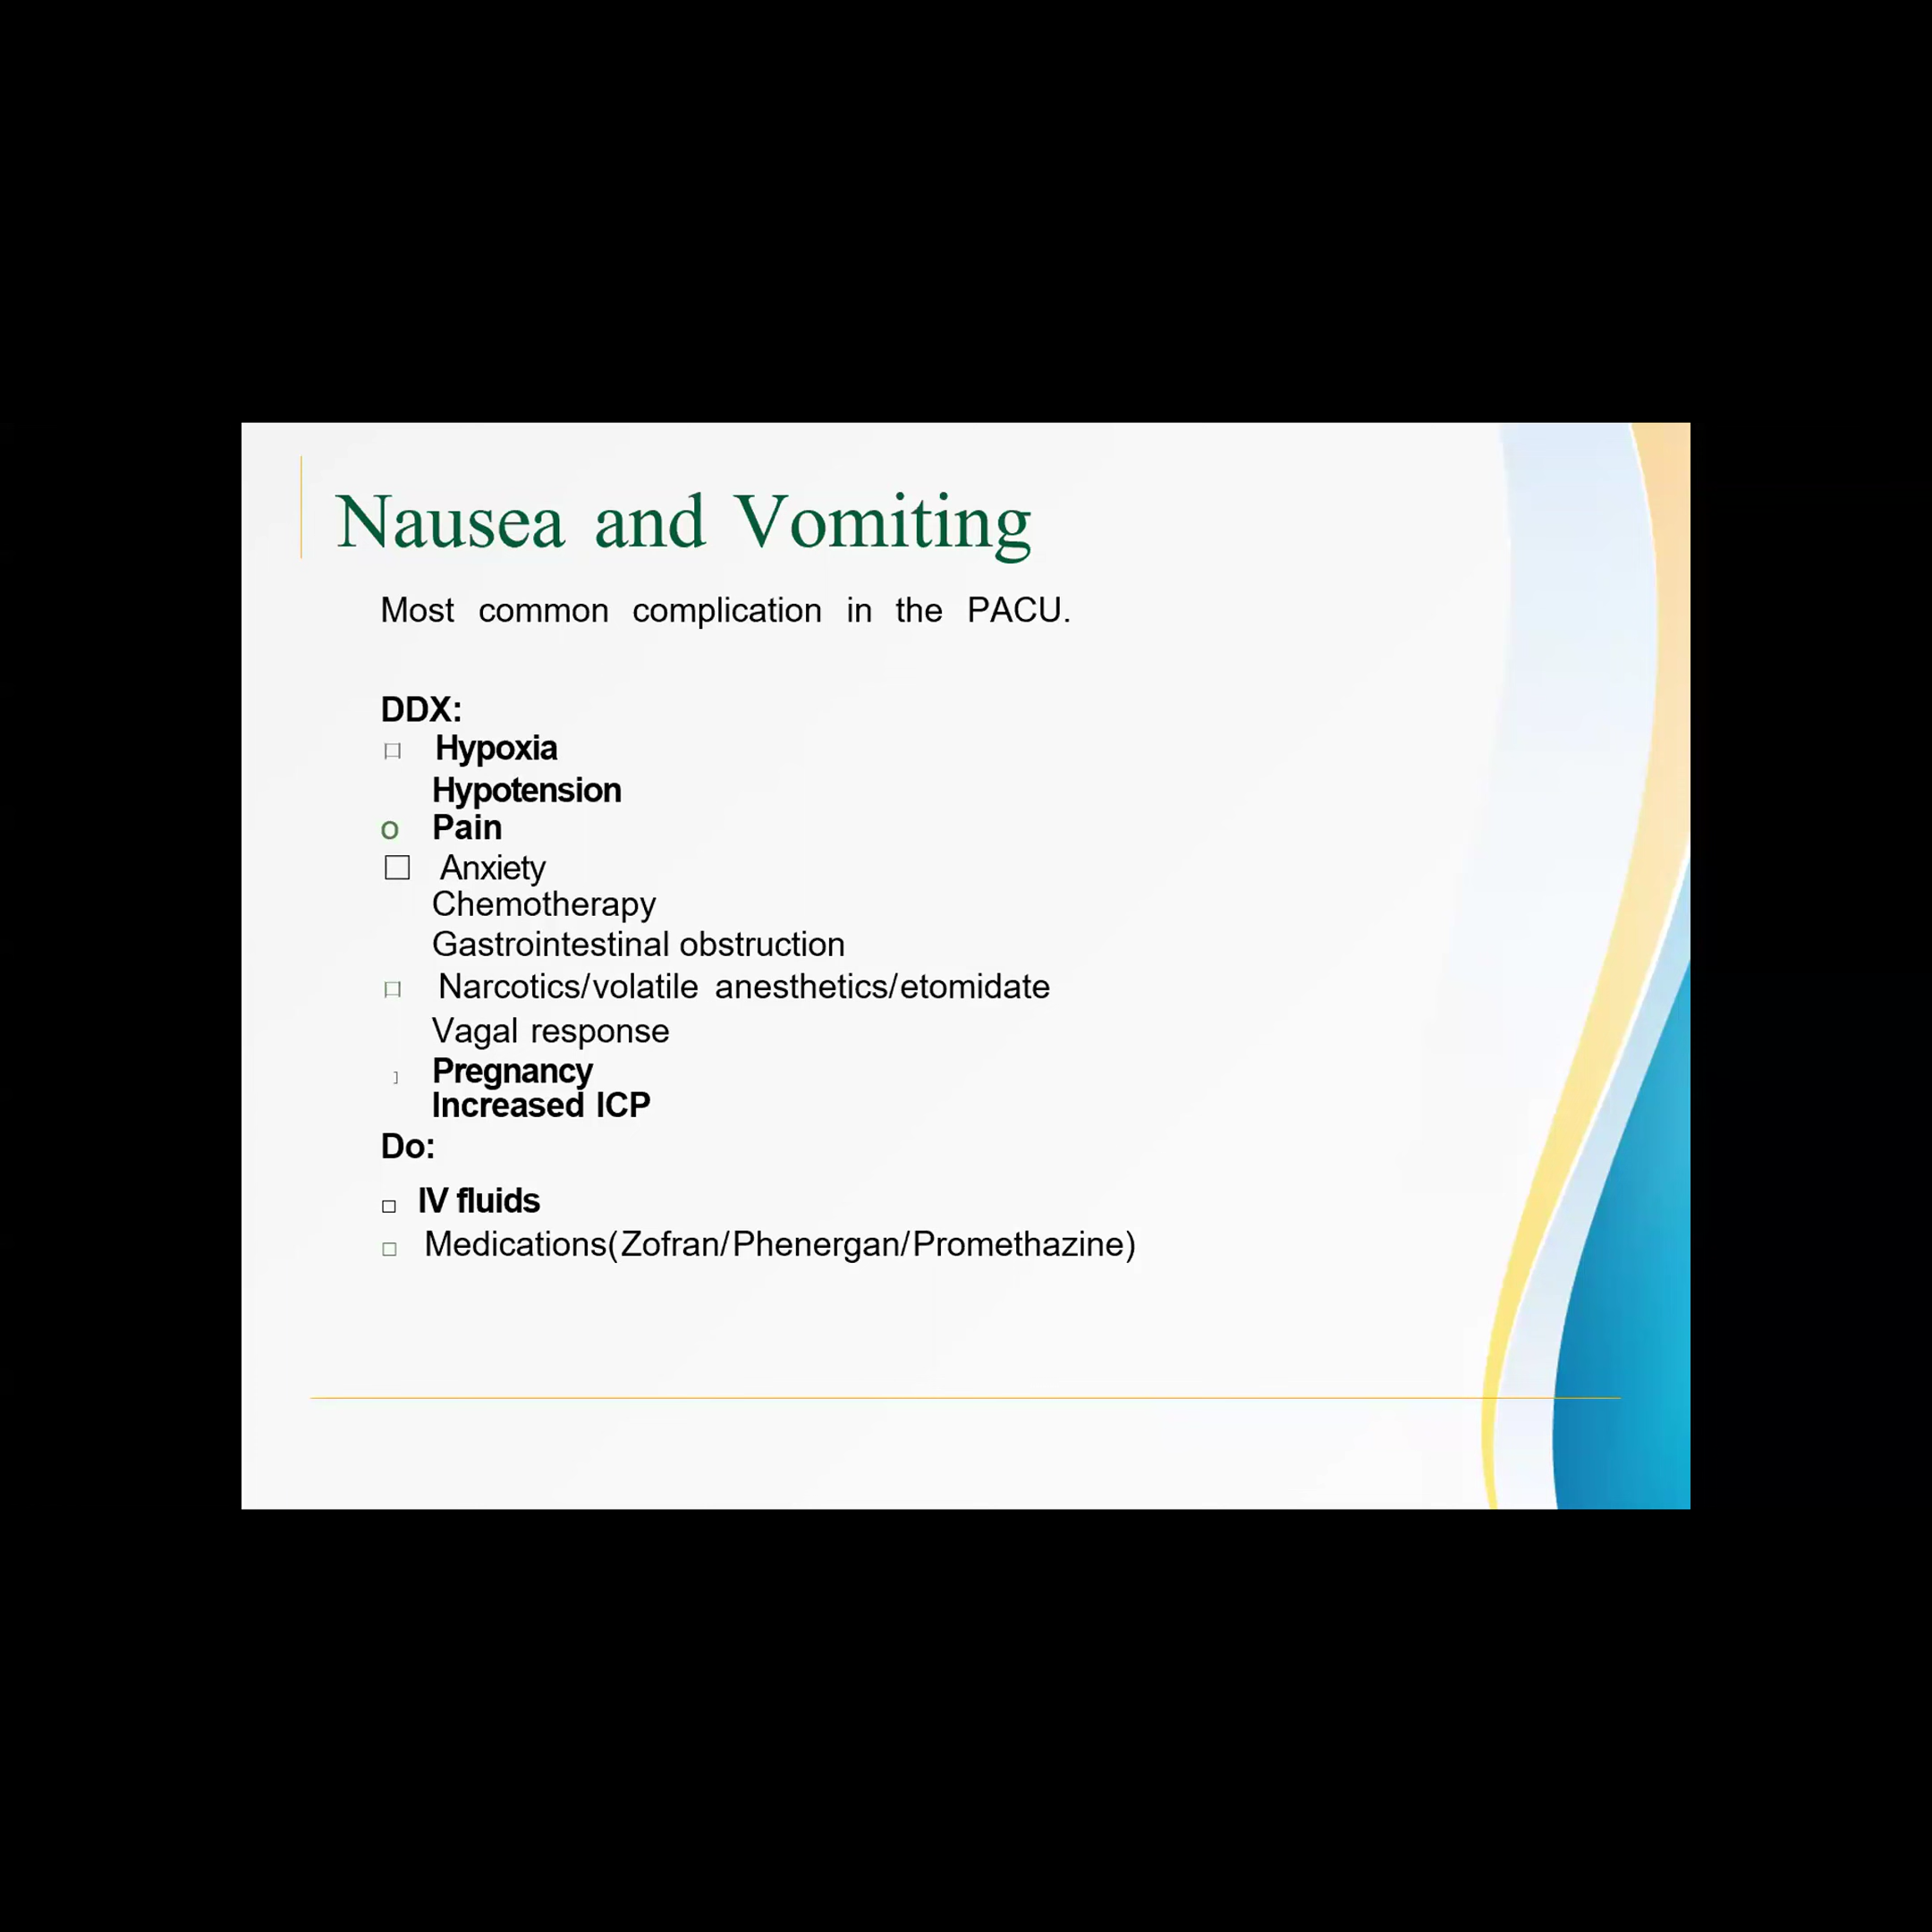 Nausea and Vomiting
Most common complication in the PACU.
DDX:
□ Hypoxia
Hypotension
o Pain
□ Anxiety
Chemotherapy
Gastrointestinal obstruction
□ Narcotics/volatile anesthetics/etomidate
Vagal response
] Pregnancy
Increased ICP
Do:
□ IV fluids
□ Medications(Zofran/Phenergan/Promethazine)